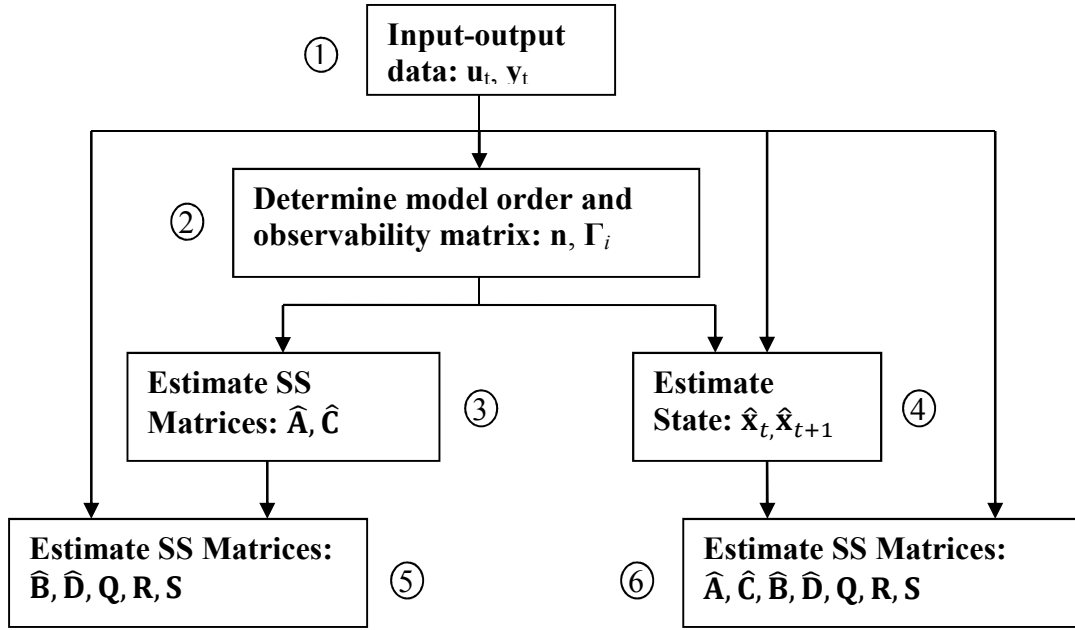 ①
Input-output
data: uₜ, yₜ
②
Determine model order and
observability matrix: n, Γᵢ
Estimate SS
Matrices: Â, Ĉ
③
Estimate
State: x̂ₜ, x̂ₜ₊₁
④
Estimate SS Matrices:
B̂, D̂, Q, R, S
⑤
⑥
Estimate SS Matrices:
Â, Ĉ, B̂, D̂, Q, R, S